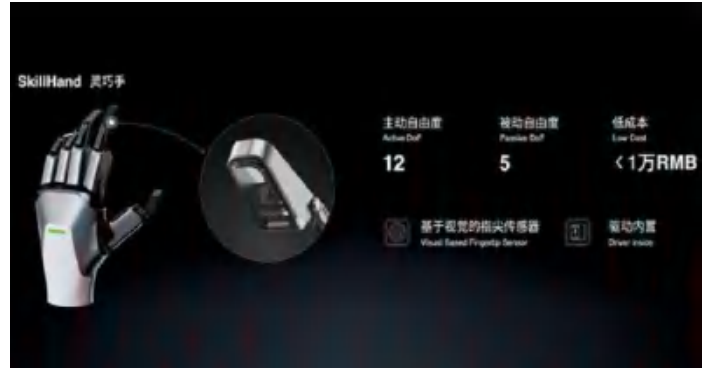 SkillHand 灵巧手
主动自由度
Active DoF
12
被动自由度
Passive DoF
5
低成本
Low Cost
<1万RMB
基于视觉的指尖传感器
Visual Based Fingertip Sensor
驱动内置
Driver Inside